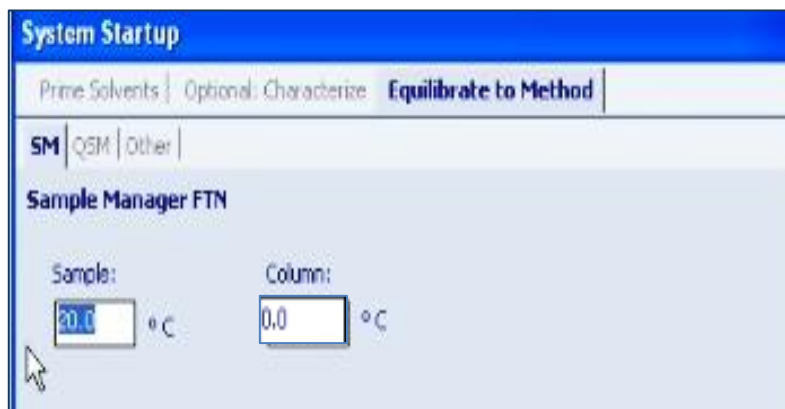 System Startup
Prime Solvents | Optional: Characterize Equilibrate to Method
SM QSM Other
Sample Manager FTN
Sample: Column:
20.0 °C 0.0 °C